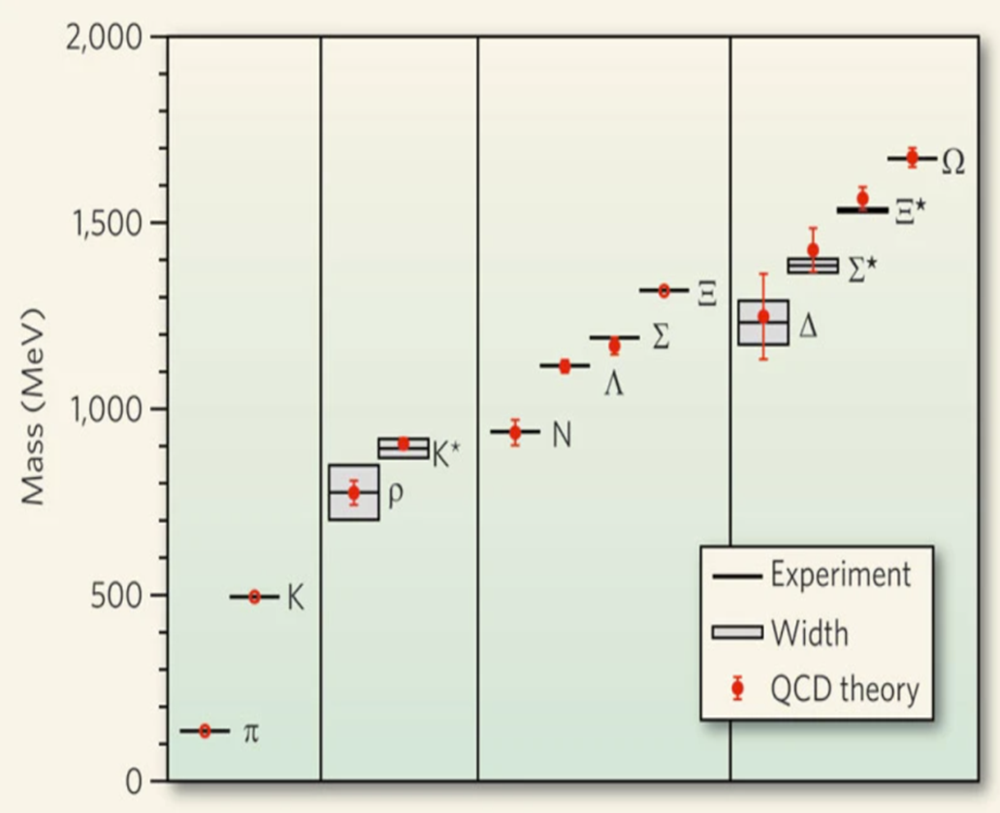 Mass (MeV)
2,000
1,500
1,000
500
0
π
K
ρ
K*
N
Λ
Σ
Ξ
Δ
Σ*
Ξ*
Ω
Experiment
Width
QCD theory